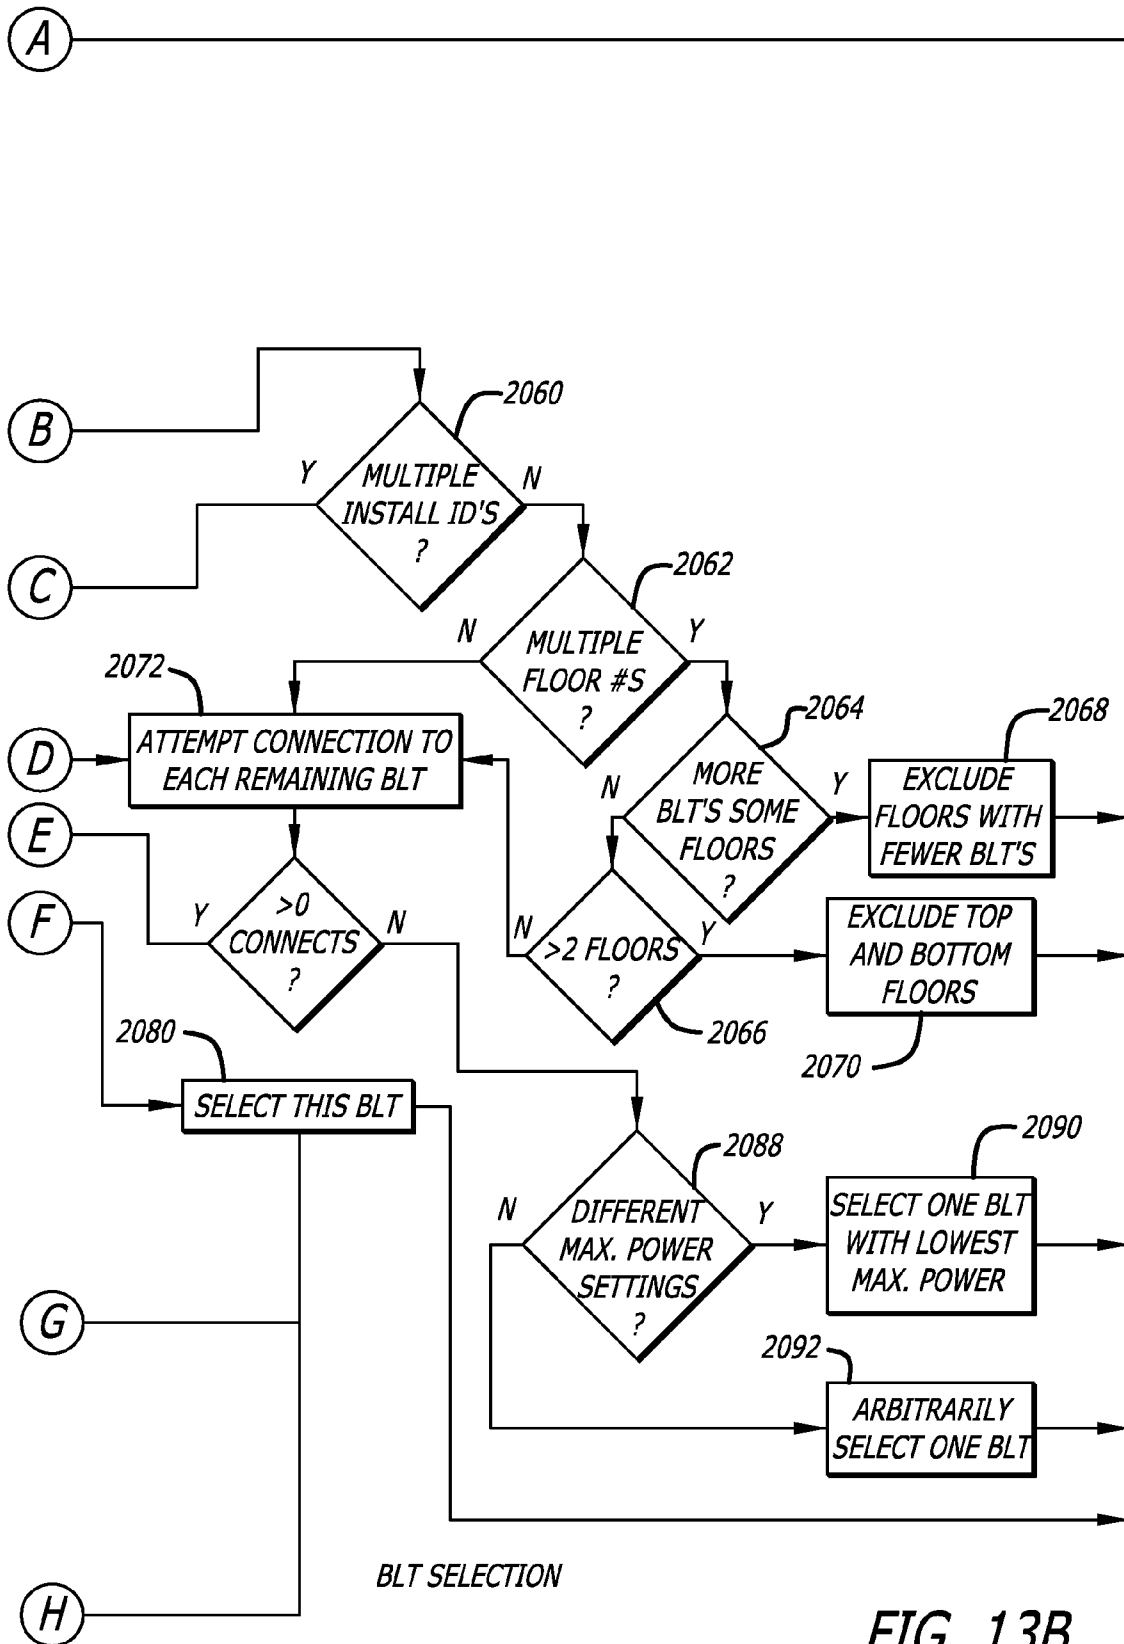 A
B
2060
Y
MULTIPLE
INSTALL ID'S
?
N
C
2062
N
MULTIPLE
FLOOR #S
?
Y
2072
D
ATTEMPT CONNECTION TO
EACH REMAINING BLT
2064
N
MORE
BLT'S SOME
FLOORS
?
Y
2068
EXCLUDE
FLOORS WITH
FEWER BLT'S
E
F
Y
>0
CONNECTS
?
N
N
>2 FLOORS
?
Y
2066
EXCLUDE TOP
AND BOTTOM
FLOORS
2070
2080
SELECT THIS BLT
2088
N
DIFFERENT
MAX. POWER
SETTINGS
?
Y
2090
SELECT ONE BLT
WITH LOWEST
MAX. POWER
G
2092
ARBITRARILY
SELECT ONE BLT
BLT SELECTION
H
FIG. 13B